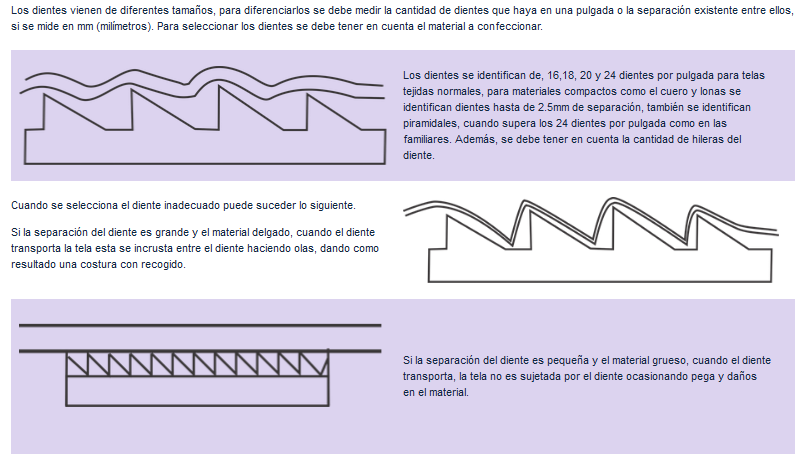 Los dientes vienen de diferentes tamaños, para diferenciarlos se debe medir la cantidad de dientes que haya en una pulgada o la separación existente entre ellos,
si se mide en mm (milímetros). Para seleccionar los dientes se debe tener en cuenta el material a confeccionar.
Los dientes se identifican de, 16,18, 20 y 24 dientes por pulgada para telas
tejidas normales, para materiales compactos como el cuero y lonas se
identifican dientes hasta de 2.5mm de separación, también se identifican
piramidales, cuando supera los 24 dientes por pulgada como en las
familiares. Además, se debe tener en cuenta la cantidad de hileras del
diente.
Cuando se selecciona el diente inadecuado puede suceder lo siguiente.
Si la separación del diente es grande y el material delgado, cuando el diente
transporta la tela esta se incrusta entre el diente haciendo olas, dando como
resultado una costura con recogido.
Si la separación del diente es pequeña y el material grueso, cuando el diente
transporta, la tela no es sujetada por el diente ocasionando pega y daños
en el material.